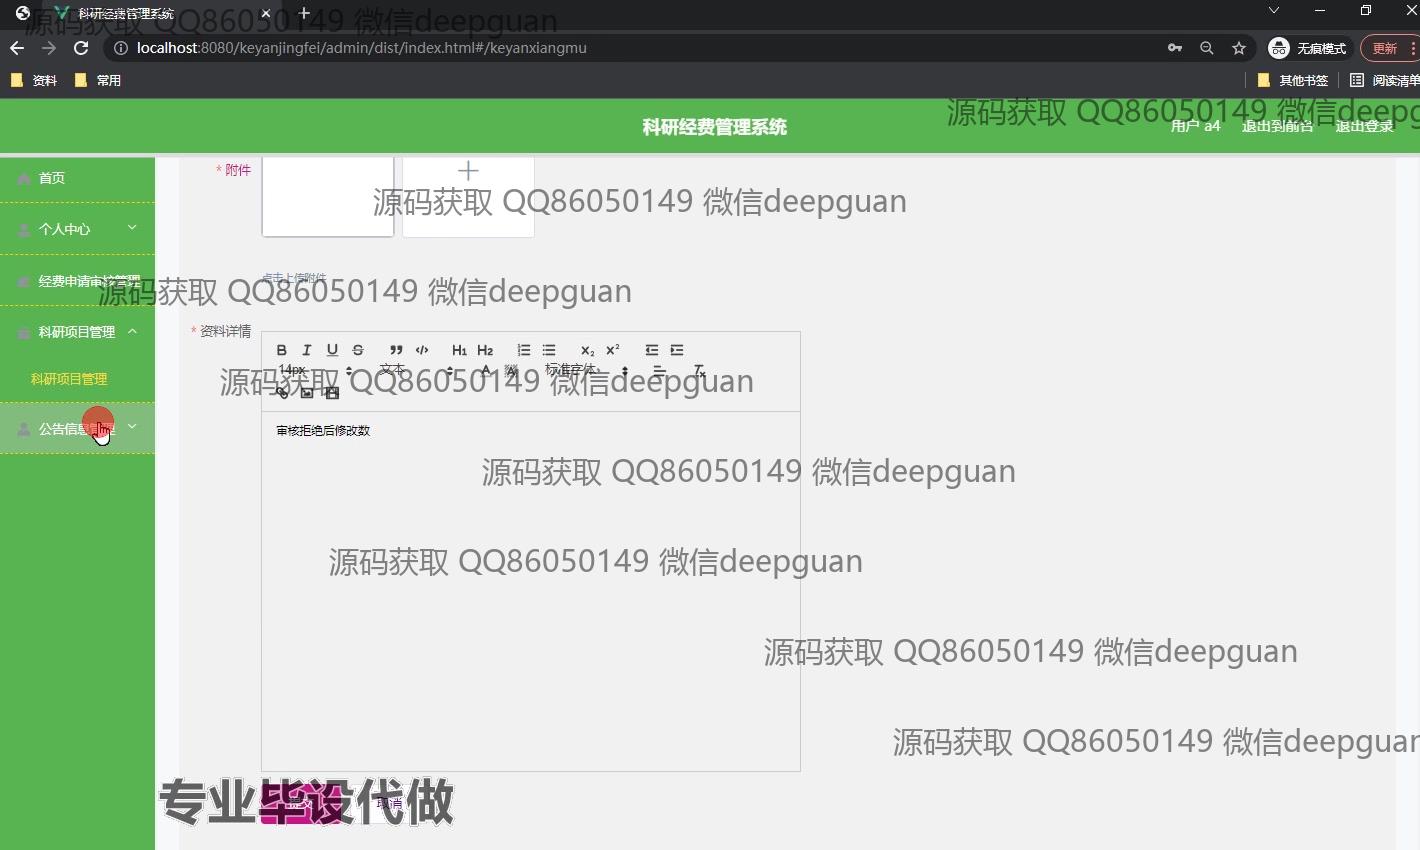 科研经费管理系统
源码获取 QQ86050149 微信deepguan
localhost:8080/keyanjingfei/admin/dist/index.html#/keyanxiangmu
无痕模式
更新
资料
常用
其他书签
阅读清单
科研经费管理系统
源码获取 QQ86050149 微信deepg
用户 a4
退出到前台
退出登录
首页
* 附件
源码获取 QQ86050149 微信deepguan
个人中心
经费申请审核管理
点击上传附件
源码获取 QQ86050149 微信deepguan
科研项目管理
* 资料详情
B I U S H1 H2 X2 X2
14px 文本 A 标准字体 Tx
科研项目管理
源码获取 QQ86050149 微信deepguan
公告信息管理
审核拒绝后修改数
源码获取 QQ86050149 微信deepguan
源码获取 QQ86050149 微信deepguan
源码获取 QQ86050149 微信deepguan
源码获取 QQ86050149 微信deepguan
专业毕设代做
取消